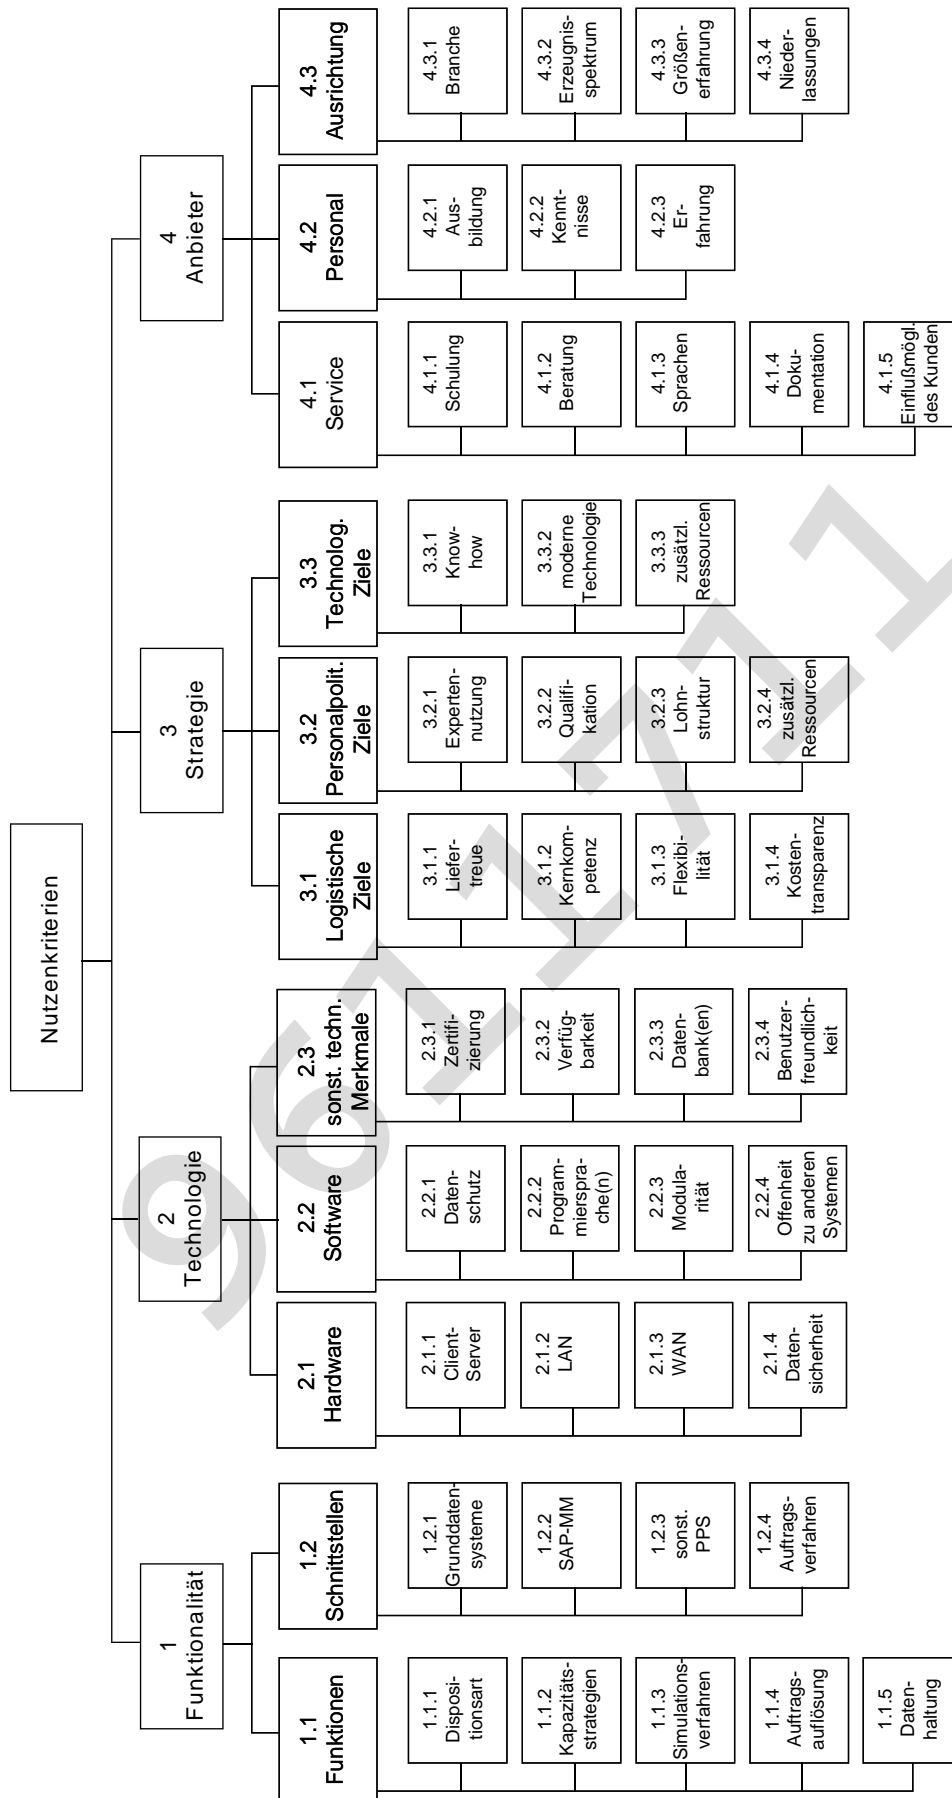 Nutzenkriterien
1
Funktionalität
2
Technologie
3
Strategie
4
Anbieter
1.1
Funktionen
1.2
Schnittstellen
2.1
Hardware
2.2
Software
2.3
sonst. techn.
Merkmale
3.1
Logistische
Ziele
3.2
Personalpolit.
Ziele
3.3
Technolog.
Ziele
4.1
Service
4.2
Personal
4.3
Ausrichtung
1.1.1
Disposi-
tionsart
1.1.2
Kapazitäts-
strategien
1.1.3
Simulations-
verfahren
1.1.4
Auftrags-
auflösung
1.1.5
Daten-
haltung
1.2.1
Grunddaten-
systeme
1.2.2
SAP-MM
1.2.3
sonst.
PPS
1.2.4
Auftrags-
verfahren
2.1.1
Client-
Server
2.1.2
LAN
2.1.3
WAN
2.1.4
Daten-
sicherheit
2.2.1
Daten-
schutz
2.2.2
Program-
mierspra-
che(n)
2.2.3
Modula-
rität
2.2.4
Offenheit
zu anderen
Systemen
2.3.1
Zertifi-
zierung
2.3.2
Verfüg-
barkeit
2.3.3
Daten-
bank(en)
2.3.4
Benutzer-
freundlich-
keit
3.1.1
Liefer-
treue
3.1.2
Kernkom-
petenz
3.1.3
Flexibi-
lität
3.1.4
Kosten-
transparenz
3.2.1
Experten-
nutzung
3.2.2
Qualifi-
kation
3.2.3
Lohn-
struktur
3.2.4
zusätzl.
Ressourcen
3.3.1
Know-
how
3.3.2
moderne
Technologie
3.3.3
zusätzl.
Ressourcen
4.1.1
Schulung
4.1.2
Beratung
4.1.3
Sprachen
4.1.4
Doku-
mentation
4.1.5
Einflußmögl.
des Kunden
4.2.1
Aus-
bildung
4.2.2
Kennt-
nisse
4.2.3
Er-
fahrung
4.3.1
Branche
4.3.2
Erzeugnis-
spektrum
4.3.3
Größen-
erfahrung
4.3.4
Nieder-
lassungen
9611711